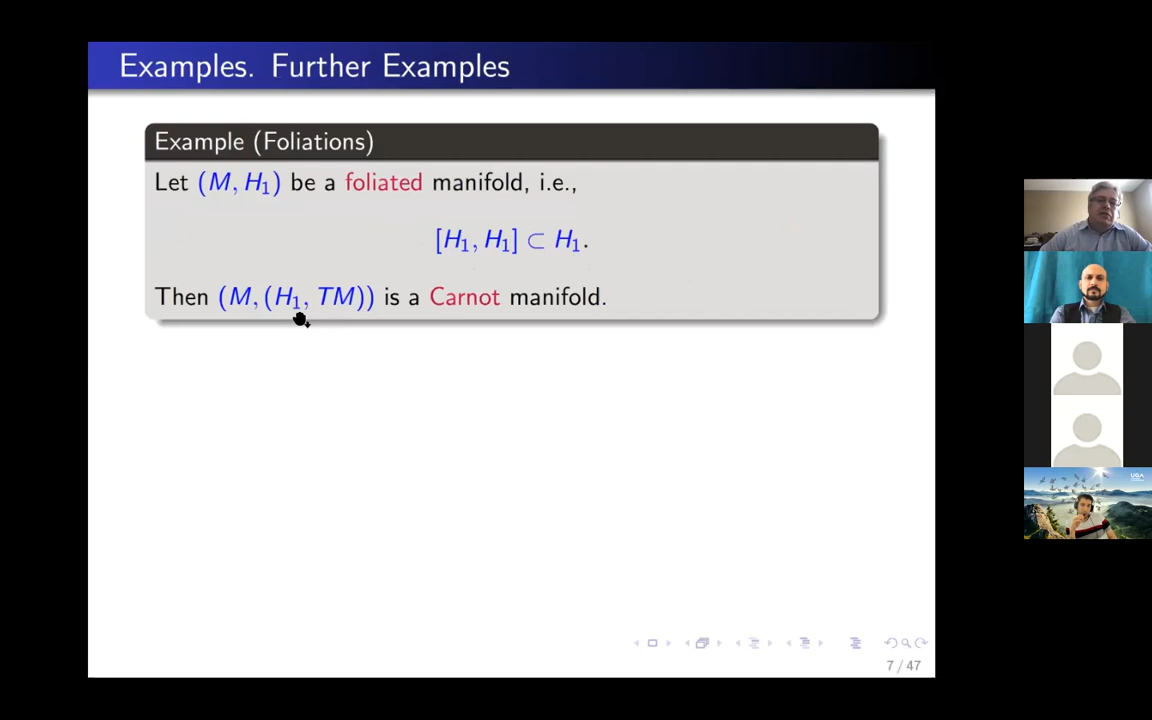 Examples. Further Examples
Example (Foliations)
Let (M, H₁) be a foliated manifold, i.e.,
[H₁, H₁] ⊂ H₁.
Then (M, (H₁, TM)) is a Carnot manifold.
7 / 47
UGA